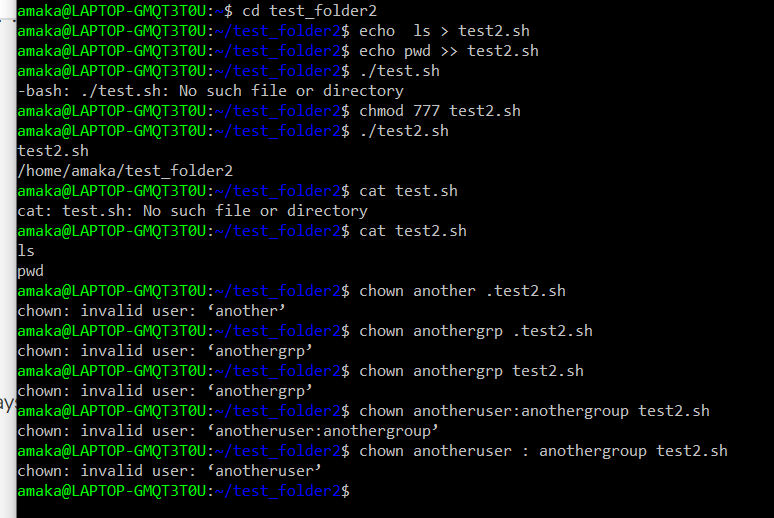 amaka@LAPTOP-GMQT3T0U:~$ cd test_folder2
amaka@LAPTOP-GMQT3T0U:~/test_folder2$ echo  ls > test2.sh
amaka@LAPTOP-GMQT3T0U:~/test_folder2$ echo pwd >> test2.sh
amaka@LAPTOP-GMQT3T0U:~/test_folder2$ ./test.sh
-bash: ./test.sh: No such file or directory
amaka@LAPTOP-GMQT3T0U:~/test_folder2$ chmod 777 test2.sh
amaka@LAPTOP-GMQT3T0U:~/test_folder2$ ./test2.sh
test2.sh
/home/amaka/test_folder2
amaka@LAPTOP-GMQT3T0U:~/test_folder2$ cat test.sh
cat: test.sh: No such file or directory
amaka@LAPTOP-GMQT3T0U:~/test_folder2$ cat test2.sh
ls
pwd
amaka@LAPTOP-GMQT3T0U:~/test_folder2$ chown another .test2.sh
chown: invalid user: ‘another’
amaka@LAPTOP-GMQT3T0U:~/test_folder2$ chown anothergrp .test2.sh
chown: invalid user: ‘anothergrp’
amaka@LAPTOP-GMQT3T0U:~/test_folder2$ chown anothergrp test2.sh
chown: invalid user: ‘anothergrp’
amaka@LAPTOP-GMQT3T0U:~/test_folder2$ chown anotheruser:anothergroup test2.sh
chown: invalid user: ‘anotheruser:anothergroup’
amaka@LAPTOP-GMQT3T0U:~/test_folder2$ chown anotheruser : anothergroup test2.sh
chown: invalid user: ‘anotheruser’
amaka@LAPTOP-GMQT3T0U:~/test_folder2$